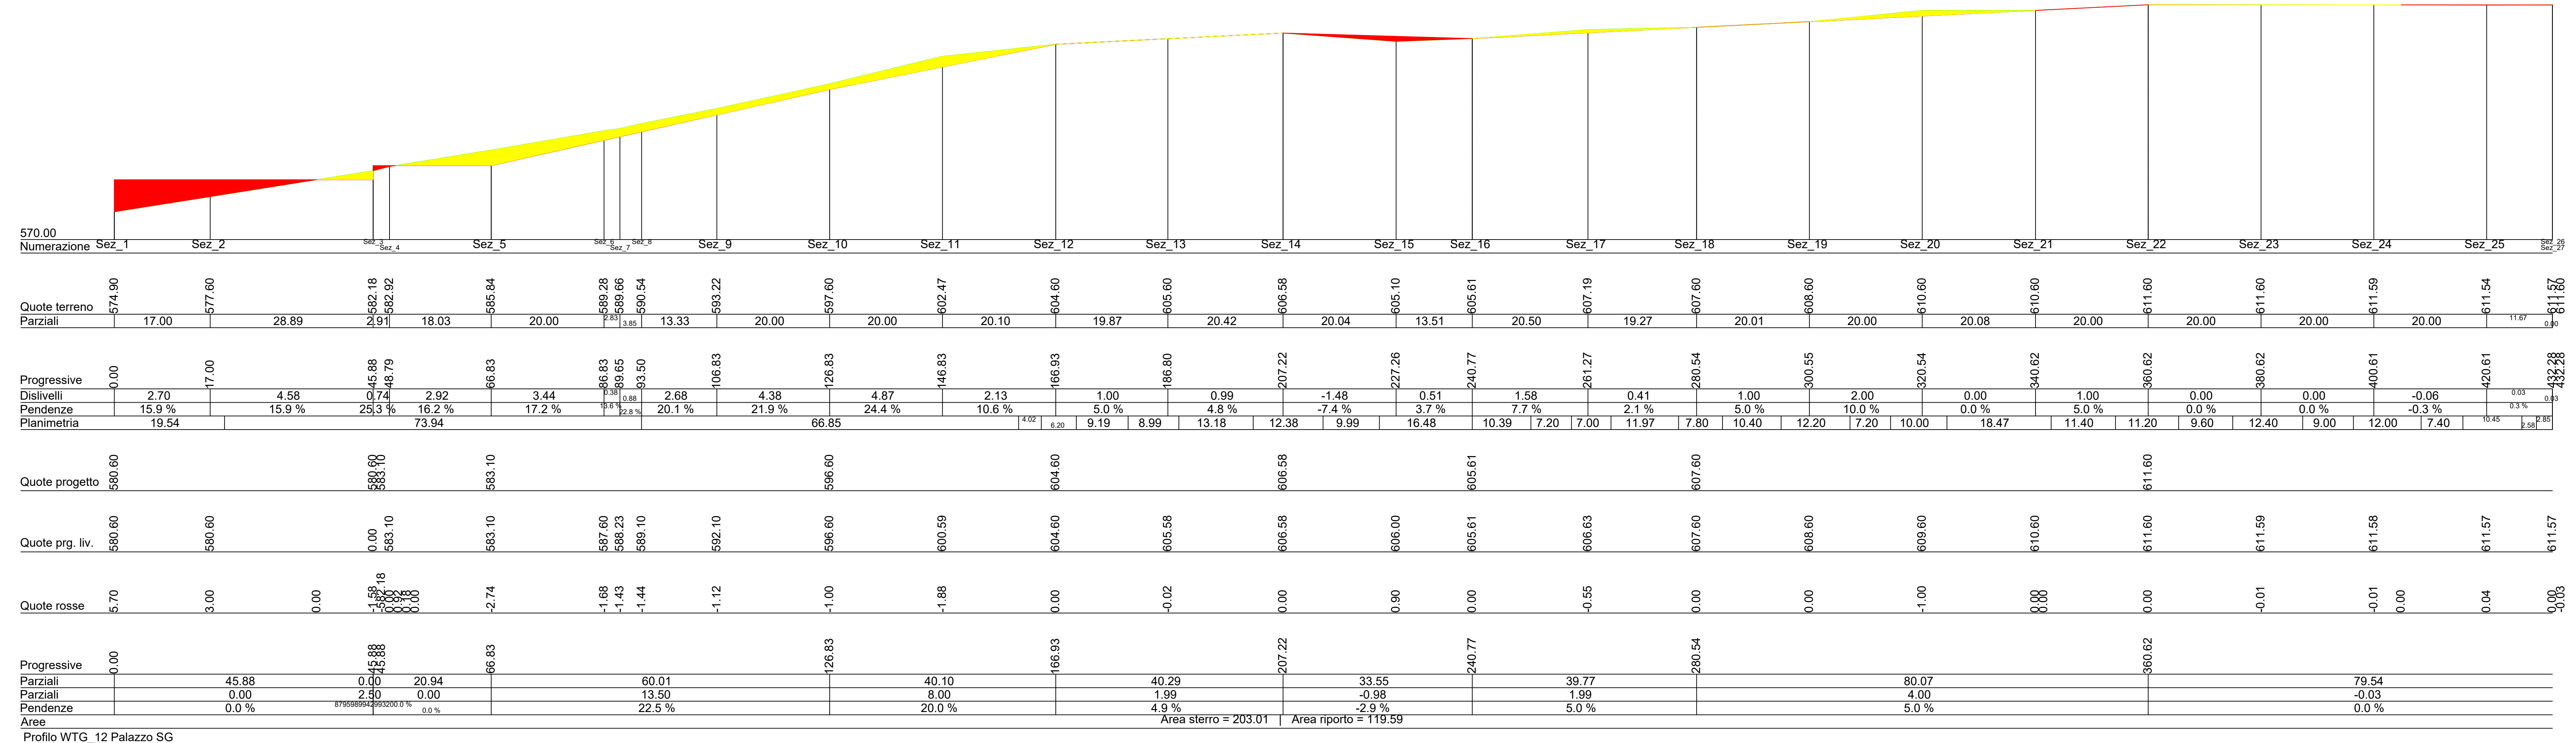 570.00
Numerazione Sez_1 Sez_2 Sez_3 Sez_4 Sez_5 Sez_6 Sez_7 Sez_8 Sez_9 Sez_10 Sez_11 Sez_12 Sez_13 Sez_14 Sez_15 Sez_16 Sez_17 Sez_18 Sez_19 Sez_20 Sez_21 Sez_22 Sez_23 Sez_24 Sez_25 Sez_26 Sez_27
Quote terreno 574.90 577.60 582.18 582.92 585.84 589.28 589.66 590.54 593.22 597.60 602.47 604.60 605.60 606.58 605.10 605.61 607.19 607.60 608.60 610.60 610.60 611.60 611.60 611.59 611.54 611.57 611.60
Parziali 17.00 28.89 2.91 18.03 20.00 2.83 3.85 13.33 20.00 20.00 20.10 19.87 20.42 20.04 13.51 20.50 19.27 20.01 20.00 20.08 20.00 20.00 20.00 20.00 11.67 0.00
Progressive 0.00 17.00 45.88 48.79 66.83 86.83 89.65 93.50 106.83 126.83 146.83 166.93 186.80 207.22 227.26 240.77 261.27 280.54 300.55 320.54 340.62 360.62 380.62 400.61 420.61 432.28 432.28
Dislivelli 2.70 4.58 0.74 2.92 3.44 0.38 0.88 2.68 4.38 4.87 2.13 1.00 0.99 -1.48 0.51 1.58 0.41 1.00 2.00 0.00 1.00 0.00 0.00 -0.06 0.03 0.03
Pendenze 15.9 % 15.9 % 25.3 % 16.2 % 17.2 % 13.6 % 22.8 % 20.1 % 21.9 % 24.4 % 10.6 % 5.0 % 4.8 % -7.4 % 3.7 % 7.7 % 2.1 % 5.0 % 10.0 % 0.0 % 5.0 % 0.0 % 0.0 % -0.3 % 0.3 %
Planimetria 19.54 73.94 66.85 4.02 6.20 9.19 8.99 13.18 12.38 9.99 16.48 10.39 7.20 7.00 11.97 7.80 10.40 12.20 7.20 10.00 18.47 11.40 11.20 9.60 12.40 9.00 12.00 7.40 10.45 2.58 2.85
Quote progetto 580.60 580.60 583.10 583.10 596.60 604.60 606.58 605.61 607.60 611.60
Quote prg. liv. 580.60 580.60 0.00 583.10 583.10 587.60 588.23 589.10 592.10 596.60 600.59 604.60 605.58 606.58 606.00 605.61 606.63 607.60 608.60 609.60 610.60 611.60 611.59 611.58 611.57 611.57
Quote rosse 5.70 3.00 0.00 -1.58 -582.18 0.00 0.92 0.18 0.00 -2.74 -1.68 -1.43 -1.44 -1.12 -1.00 -1.88 0.00 -0.02 0.00 0.90 0.00 -0.55 0.00 0.00 -1.00 0.00 0.00 0.00 -0.01 -0.01 0.00 0.04 0.00 -0.03
Progressive 0.00 45.88 45.88 66.83 126.83 166.93 207.22 240.77 280.54 360.62
Parziali 45.88 0.00 20.94 60.01 40.10 40.29 33.55 39.77 80.07 79.54
Parziali 0.00 2.50 0.00 13.50 8.00 1.99 -0.98 1.99 4.00 -0.03
Pendenze 0.0 % 8795989942993200.0 % 0.0 % 22.5 % 20.0 % 4.9 % -2.9 % 5.0 % 5.0 % 0.0 %
Aree Area sterro = 203.01 | Area riporto = 119.59
Profilo WTG_12 Palazzo SG